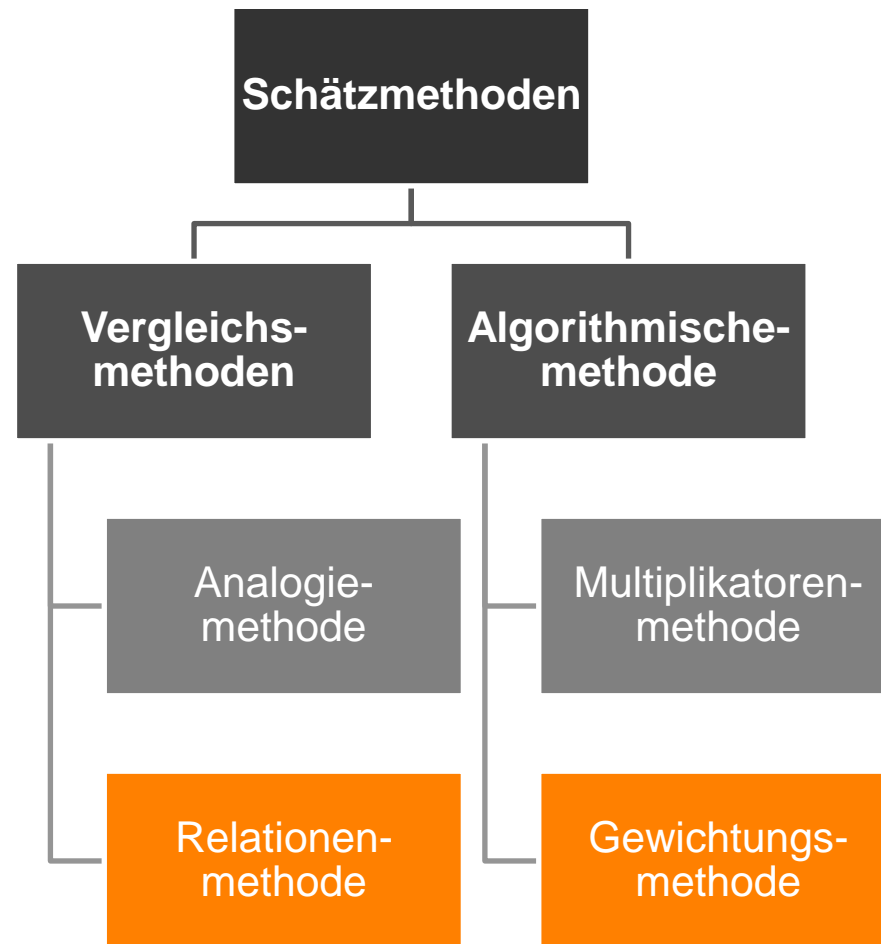 Schätzmethoden
Vergleichs-
methoden
Algorithmische-
methode
Analogie-
methode
Multiplikatoren-
methode
Relationen-
methode
Gewichtungs-
methode